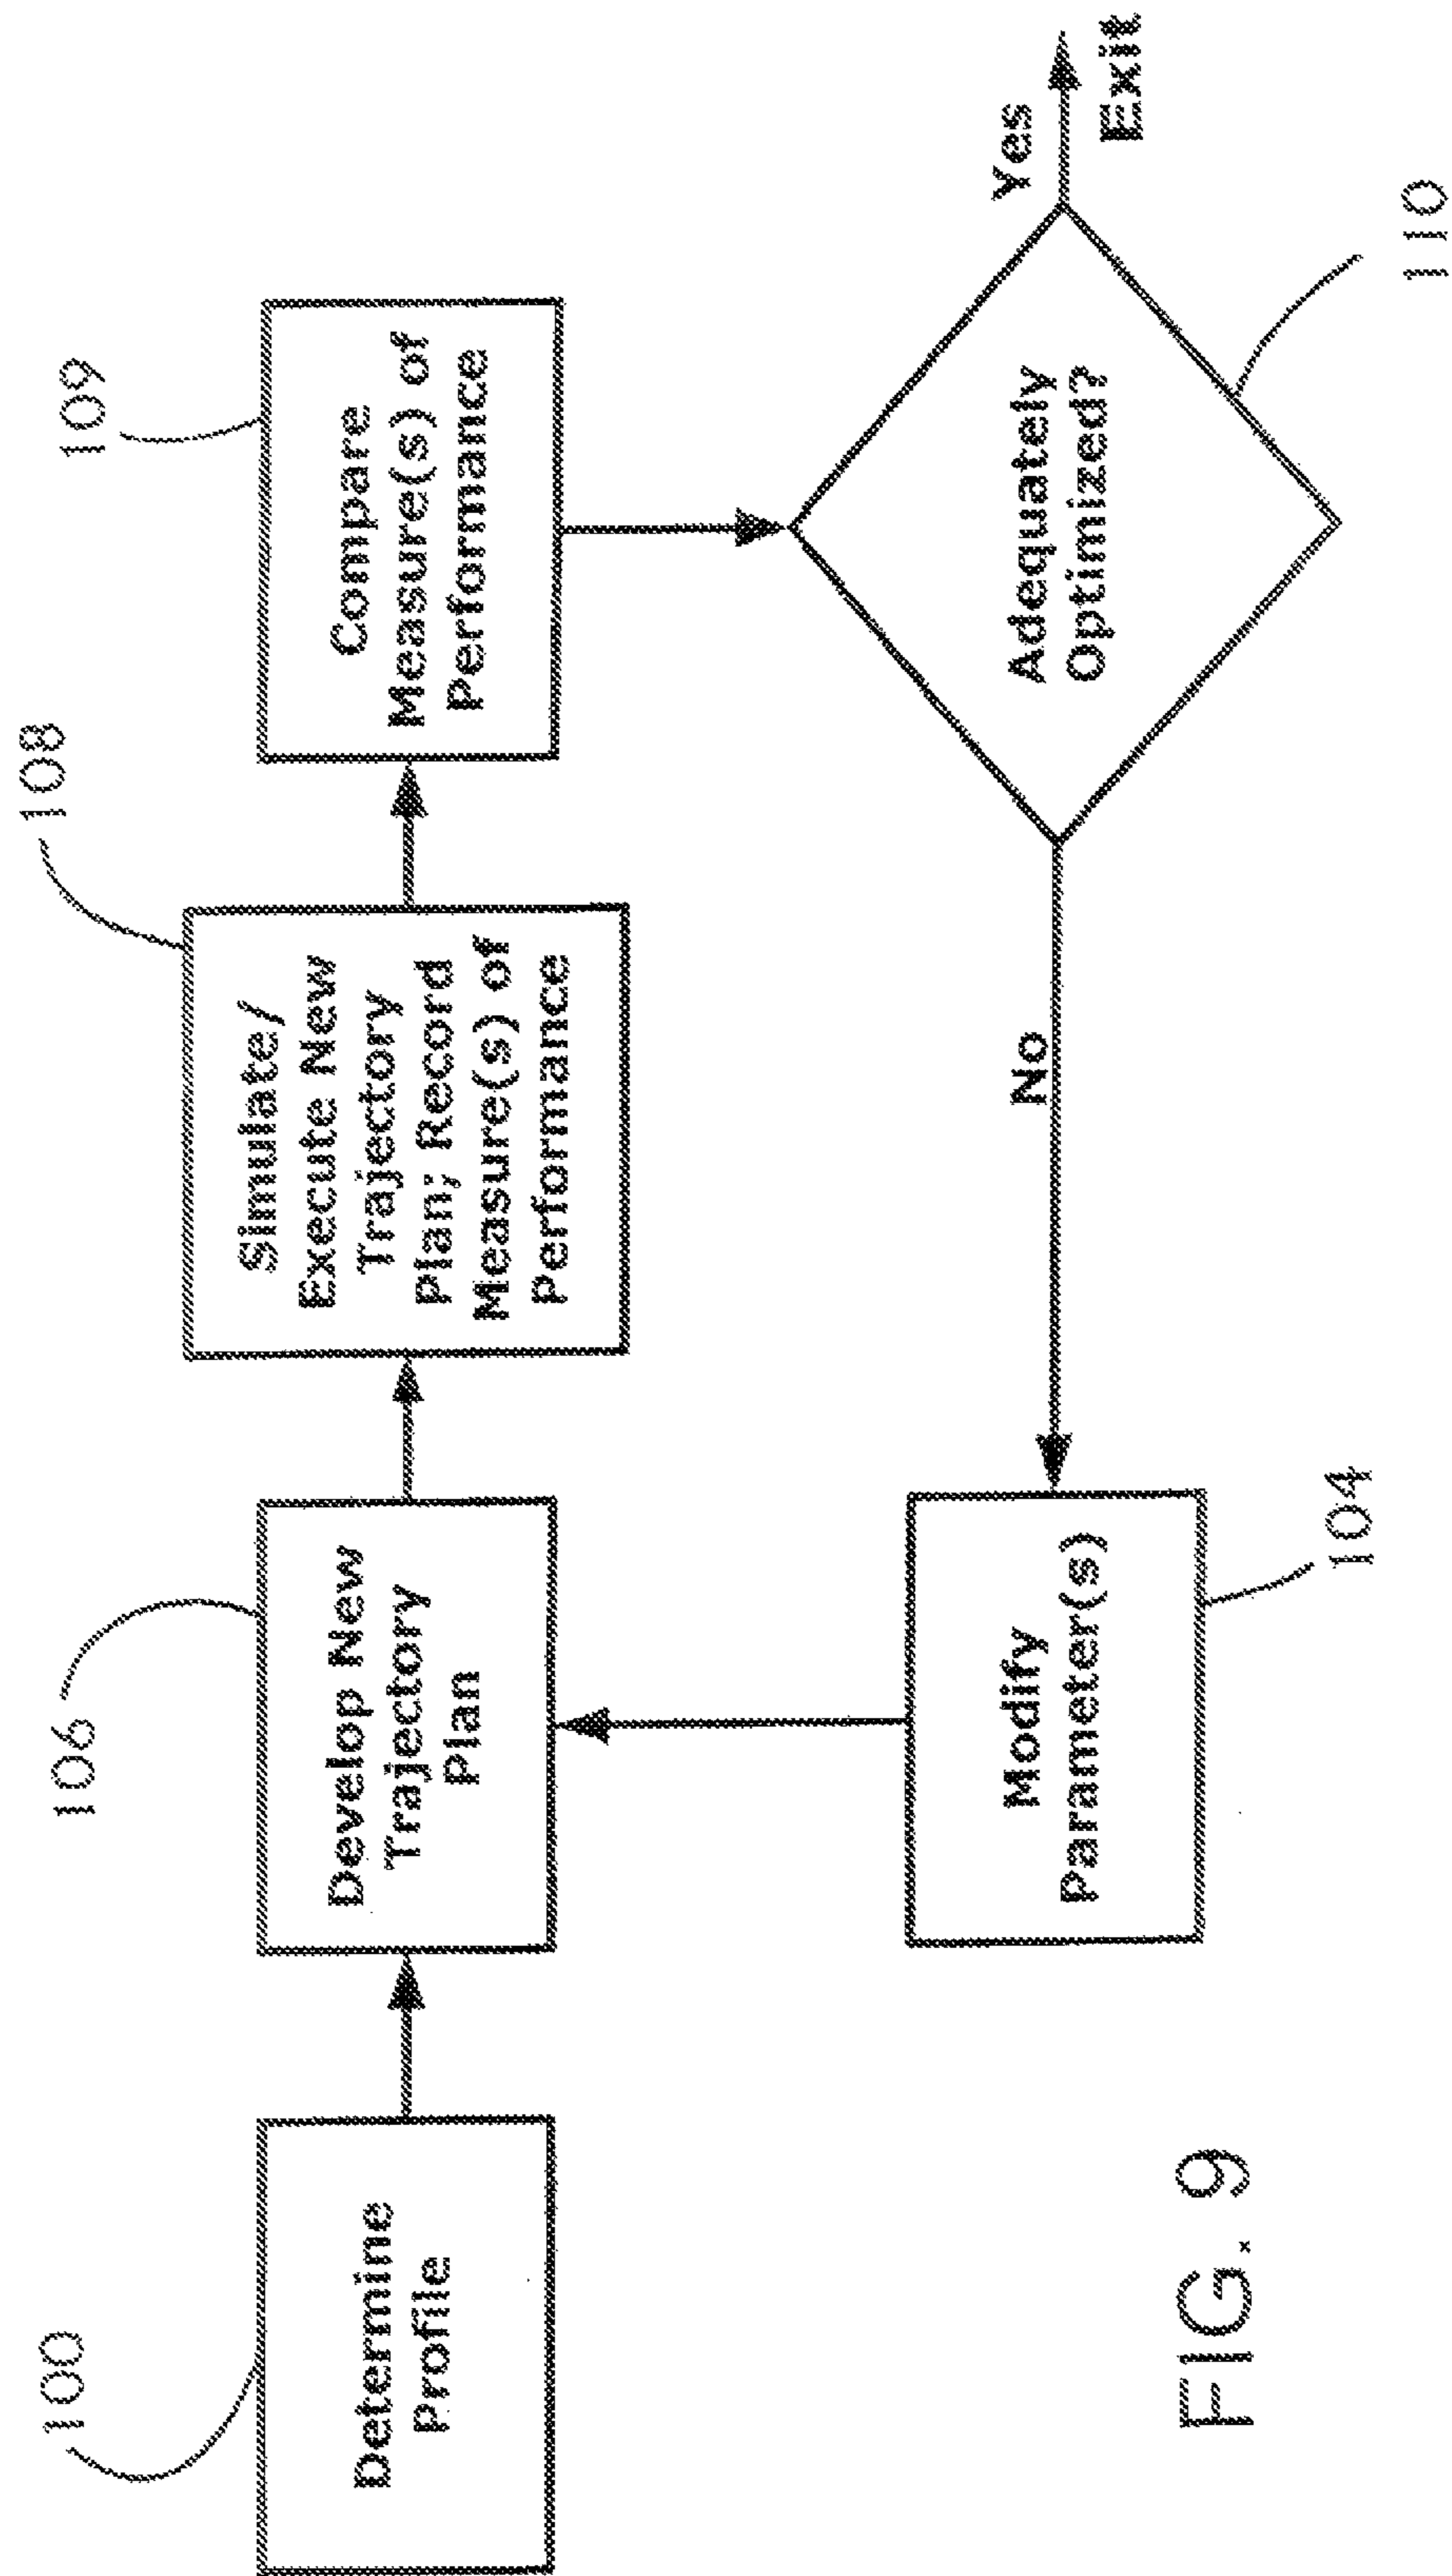 100
Determine
Profile
106
Develop New
Trajectory
Plan
108
Simulate/
Execute New
Trajectory
Plan; Record
Measure(s) of
Performance
109
Compare
Measure(s) of
Performance
Adequately
Optimized?
110
Yes
Exit
No
Modify
Parameter(s)
104
FIG. 9